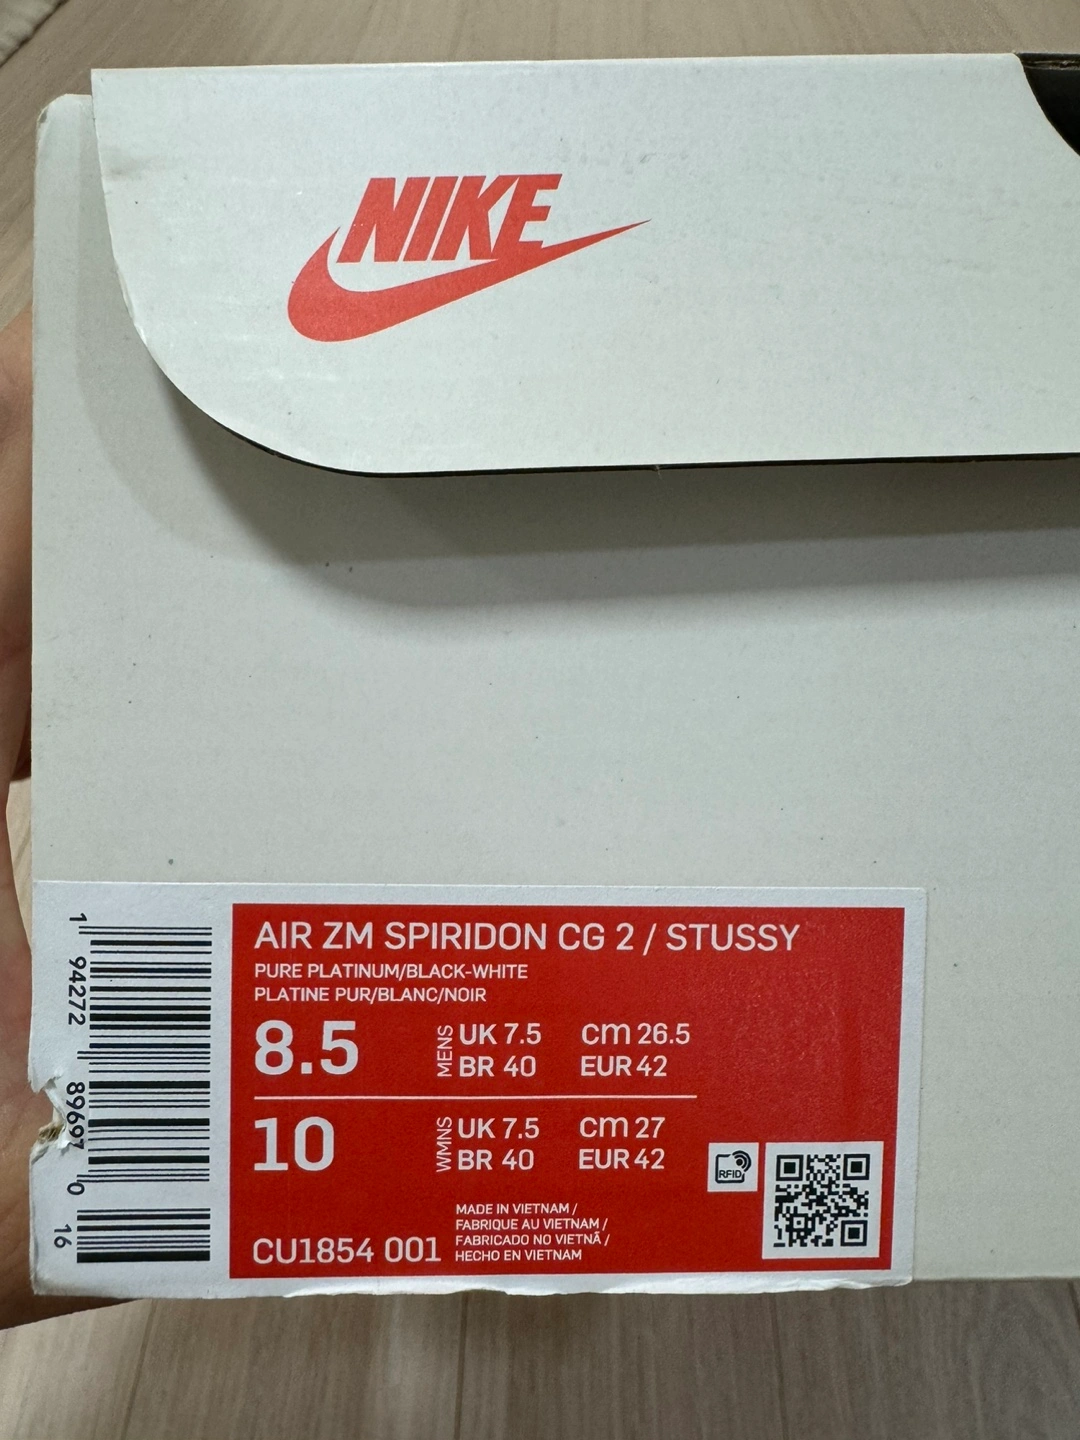 NIKE
AIR ZM SPIRIDON CG 2 / STUSSY
PURE PLATINUM/BLACK-WHITE
PLATINE PUR/BLANC/NOIR
8.5
MENS
UK 7.5 cm 26.5
BR 40 EUR 42
10
WMNS
UK 7.5 cm 27
BR 40 EUR 42
RFID
MADE IN VIETNAM /
FABRIQUE AU VIETNAM /
FABRICADO NO VIETNÃ /
HECHO EN VIETNAM
CU1854 001
1 94272 89697 0 16